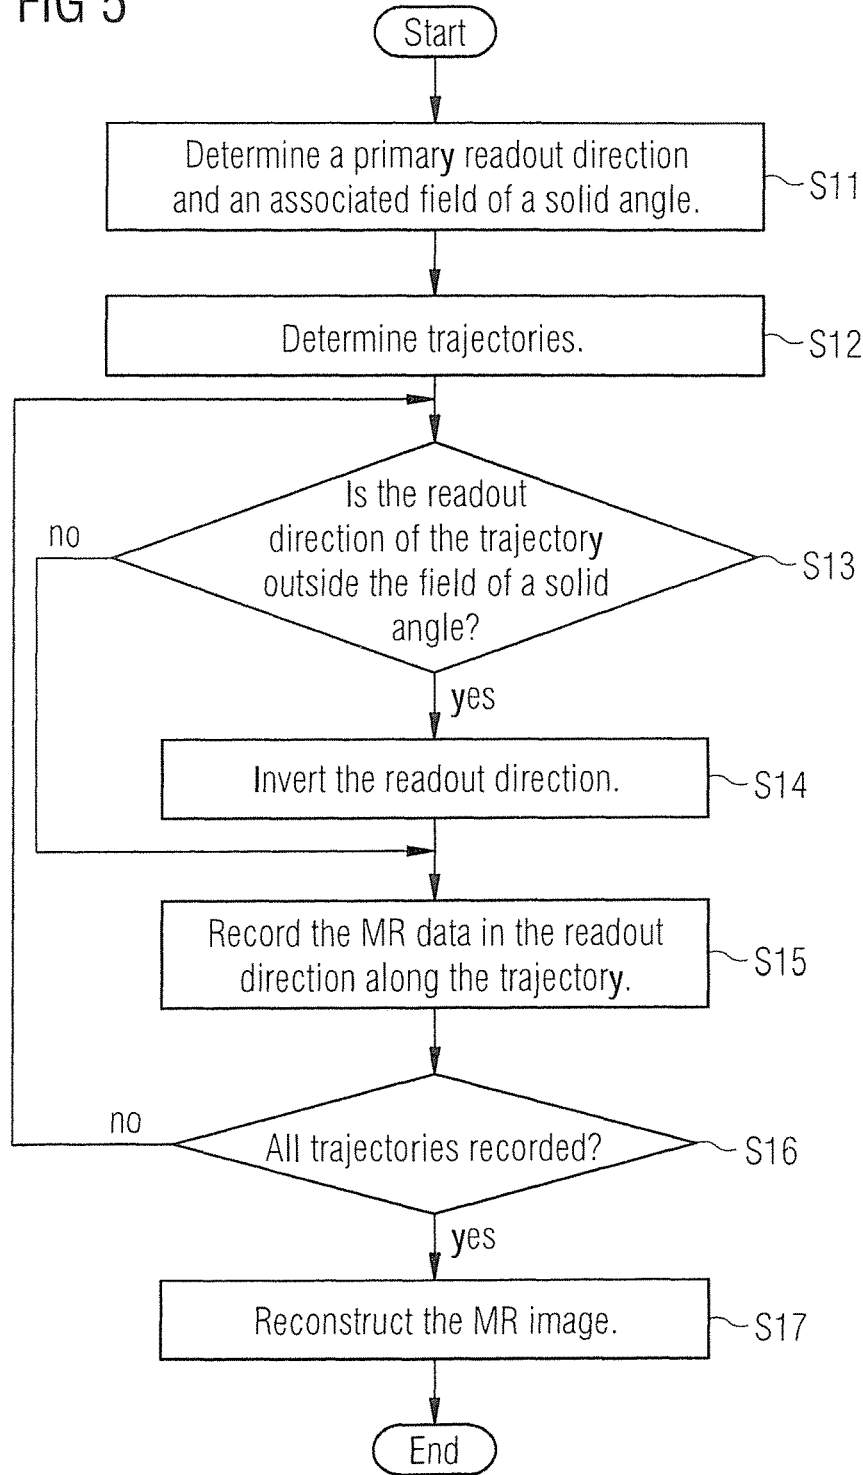 FIG 5
Start
Determine a primary readout direction
and an associated field of a solid angle.
S11
Determine trajectories.
S12
Is the readout
direction of the trajectory
outside the field of a solid
angle?
no
S13
yes
Invert the readout direction.
S14
Record the MR data in the readout
direction along the trajectory.
S15
no
All trajectories recorded?
S16
yes
Reconstruct the MR image.
S17
End